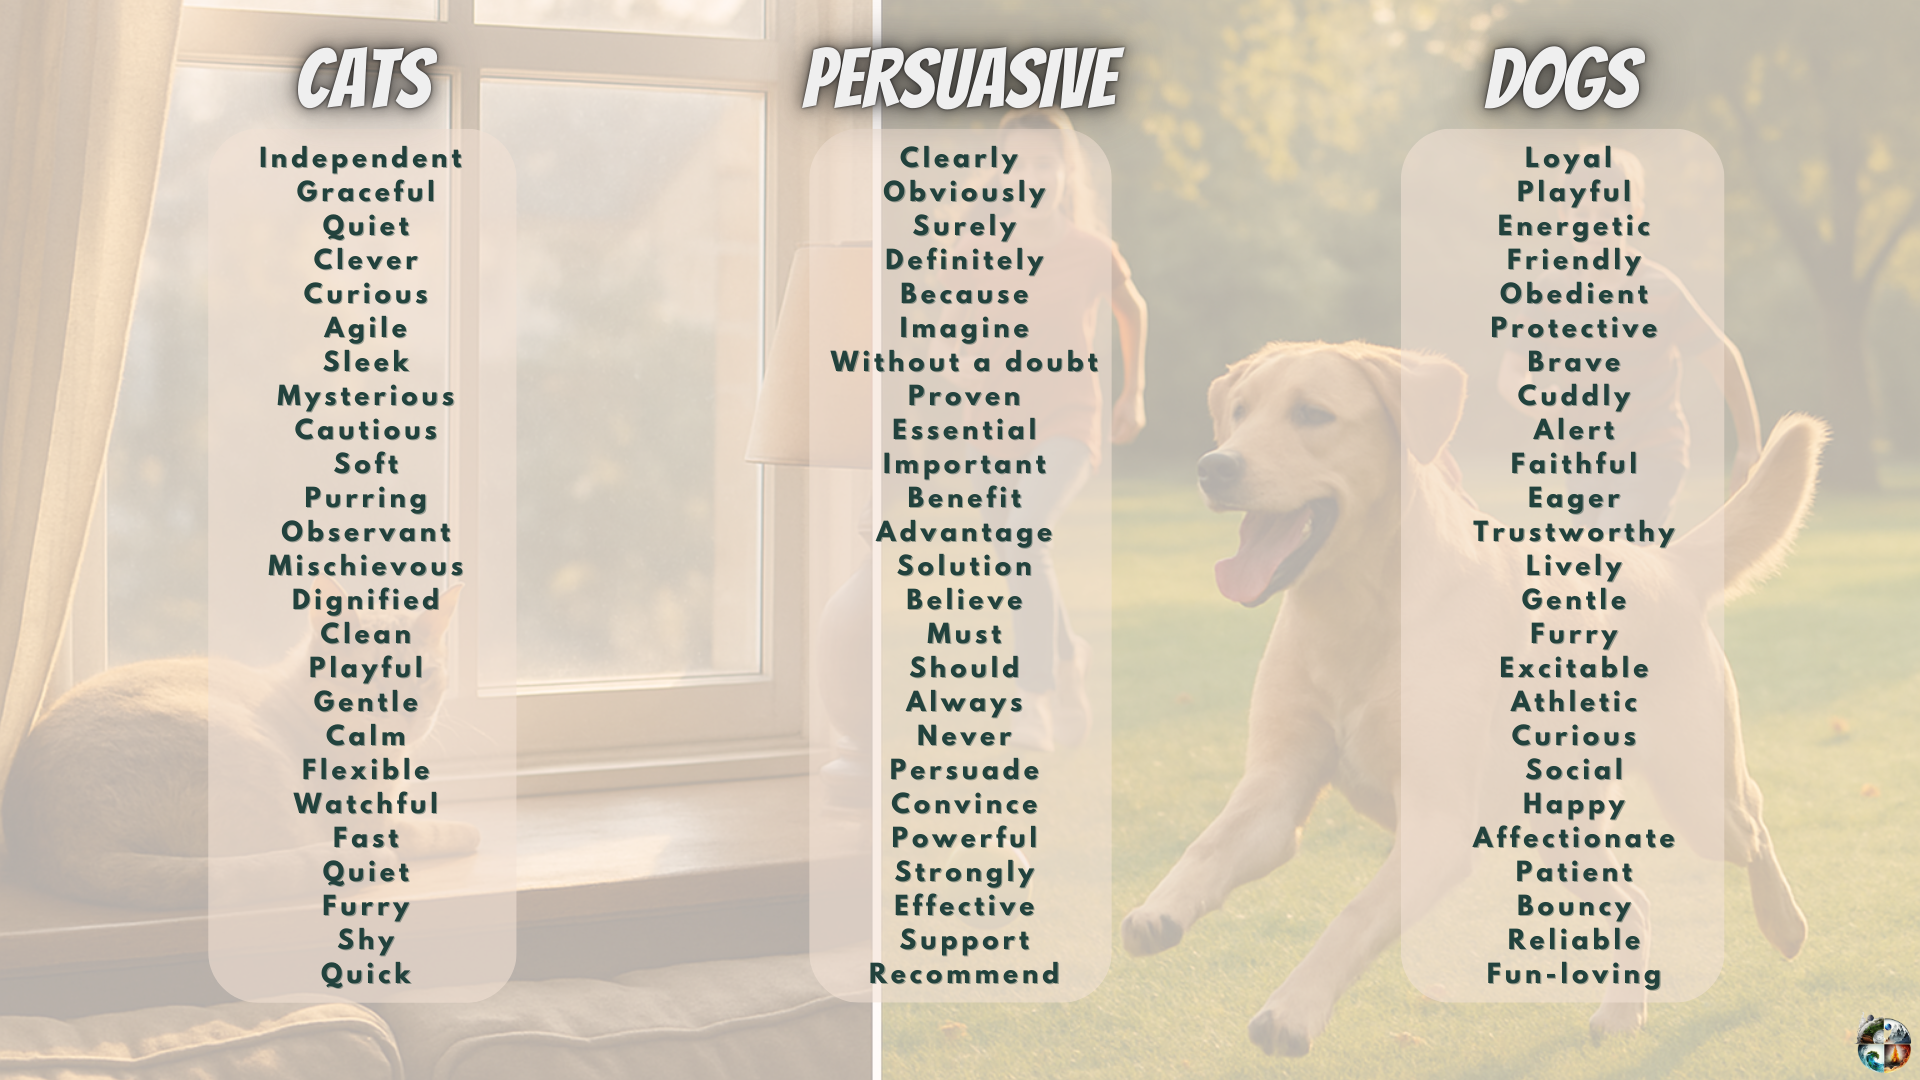 CATS
Independent
Graceful
Quiet
Clever
Curious
Agile
Sleek
Mysterious
Cautious
Soft
Purring
Observant
Mischievous
Dignified
Clean
Playful
Gentle
Calm
Flexible
Watchful
Fast
Quiet
Furry
Shy
Quick
PERSUASIVE
Clearly
Obviously
Surely
Definitely
Because
Imagine
Without a doubt
Proven
Essential
Important
Benefit
Advantage
Solution
Believe
Must
Should
Always
Never
Persuade
Convince
Powerful
Strongly
Effective
Support
Recommend
DOGS
Loyal
Playful
Energetic
Friendly
Obedient
Protective
Brave
Cuddly
Alert
Faithful
Eager
Trustworthy
Lively
Gentle
Furry
Excitable
Athletic
Curious
Social
Happy
Affectionate
Patient
Bouncy
Reliable
Fun-loving